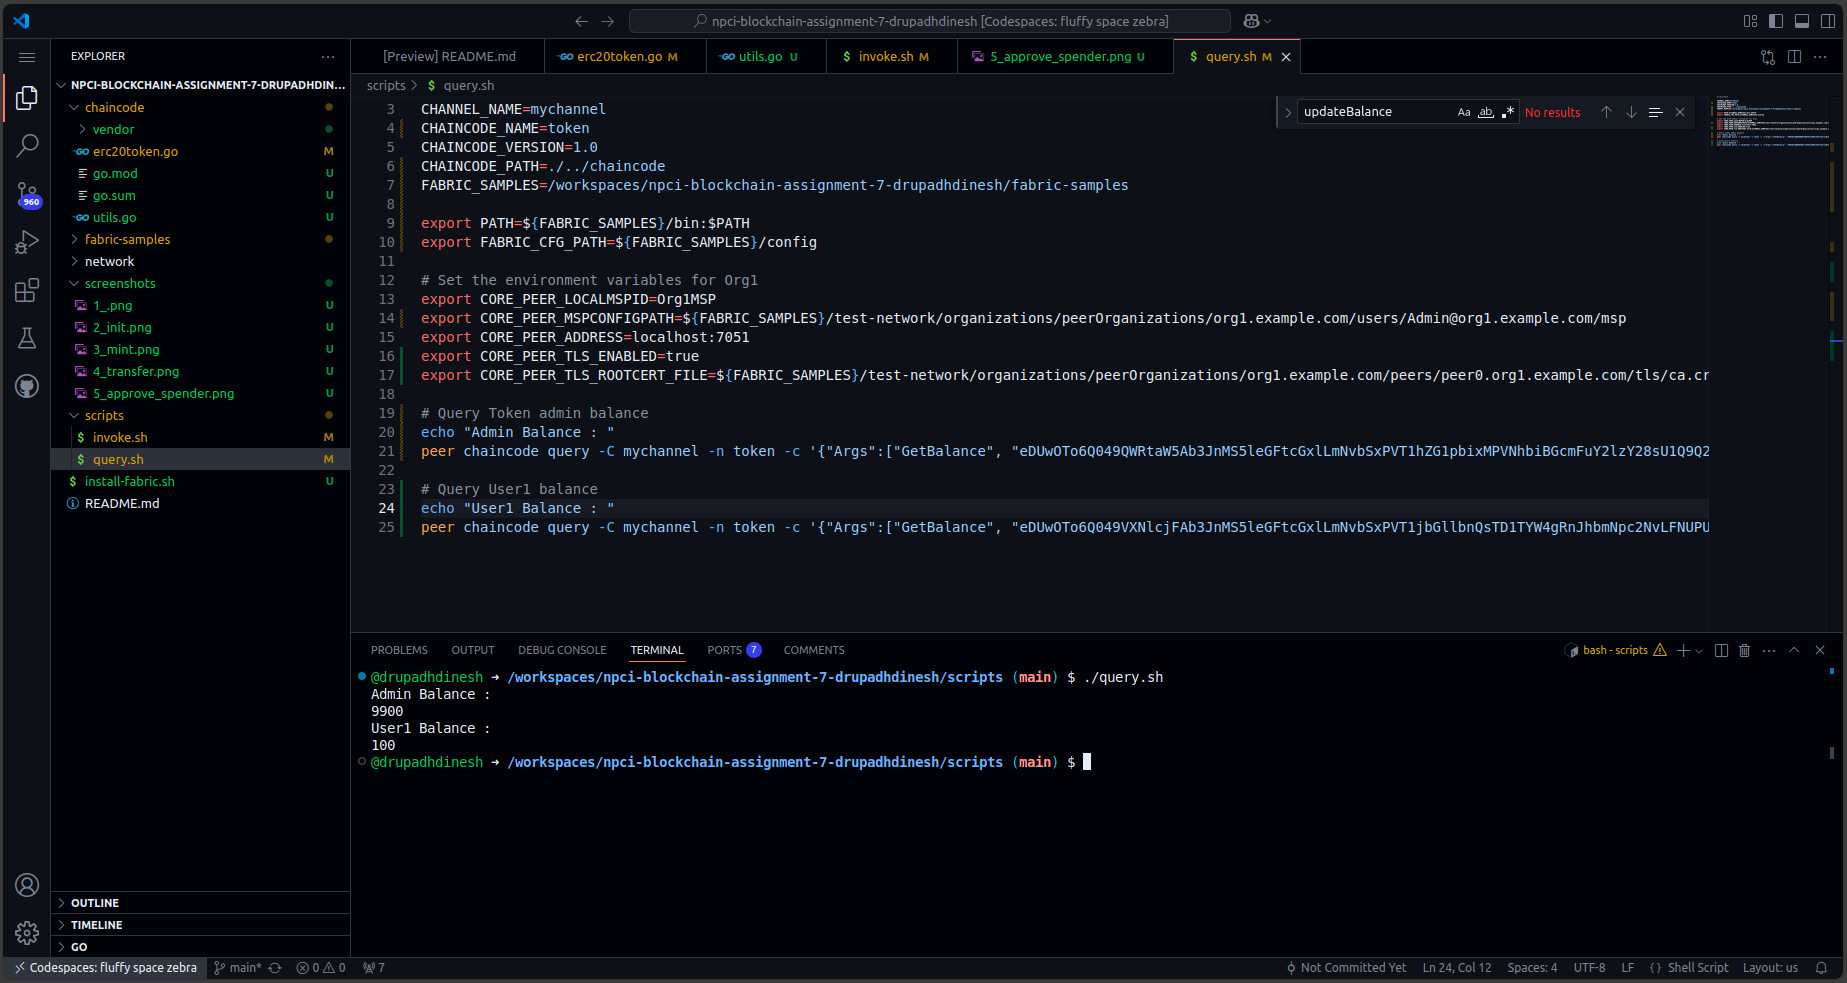 npci-blockchain-assignment-7-drupadhdinesh [Codespaces: fluffy space zebra]
EXPLORER
NPCI-BLOCKCHAIN-ASSIGNMENT-7-DRUPADHDIN...
chaincode
vendor
erc20token.go M
go.mod U
go.sum U
utils.go U
fabric-samples
network
screenshots
1_.png U
2_init.png U
3_mint.png U
4_transfer.png U
5_approve_spender.png U
scripts
invoke.sh M
query.sh M
install-fabric.sh U
README.md
960
OUTLINE
TIMELINE
GO
[Preview] README.md
erc20token.go M
utils.go U
$ invoke.sh M
5_approve_spender.png U
$ query.sh M
scripts > $ query.sh
updateBalance Aa ab No results
3 CHANNEL_NAME=mychannel
4 CHAINCODE_NAME=token
5 CHAINCODE_VERSION=1.0
6 CHAINCODE_PATH=./../chaincode
7 FABRIC_SAMPLES=/workspaces/npci-blockchain-assignment-7-drupadhdinesh/fabric-samples
8
9 export PATH=${FABRIC_SAMPLES}/bin:$PATH
10 export FABRIC_CFG_PATH=${FABRIC_SAMPLES}/config
11
12 # Set the environment variables for Org1
13 export CORE_PEER_LOCALMSPID=Org1MSP
14 export CORE_PEER_MSPCONFIGPATH=${FABRIC_SAMPLES}/test-network/organizations/peerOrganizations/org1.example.com/users/Admin@org1.example.com/msp
15 export CORE_PEER_ADDRESS=localhost:7051
16 export CORE_PEER_TLS_ENABLED=true
17 export CORE_PEER_TLS_ROOTCERT_FILE=${FABRIC_SAMPLES}/test-network/organizations/peerOrganizations/org1.example.com/peers/peer0.org1.example.com/tls/ca.cr
18
19 # Query Token admin balance
20 echo "Admin Balance : "
21 peer chaincode query -C mychannel -n token -c '{"Args":["GetBalance", "eDUwOTo6Q049QWRtaW5Ab3JnMS5leGFtcGxlLmNvbSxPVT1hZG1pbixMPVNhbiBGcmFuY2lzY28sU1Q9Q2
22
23 # Query User1 balance
24 echo "User1 Balance : "
25 peer chaincode query -C mychannel -n token -c '{"Args":["GetBalance", "eDUwOTo6Q049VXNlcjFAb3JnMS5leGFtcGxlLmNvbSxPVT1jbGllbnQsTD1TYW4gRnJhbmNpc2NvLFNUPU
PROBLEMS OUTPUT DEBUG CONSOLE TERMINAL PORTS 7 COMMENTS
bash - scripts
@drupadhdinesh ➜ /workspaces/npci-blockchain-assignment-7-drupadhdinesh/scripts (main) $ ./query.sh
Admin Balance :
9900
User1 Balance :
100
@drupadhdinesh ➜ /workspaces/npci-blockchain-assignment-7-drupadhdinesh/scripts (main) $
Codespaces: fluffy space zebra main* 0 0 7
Not Committed Yet Ln 24, Col 12 Spaces: 4 UTF-8 LF {} Shell Script Layout: us